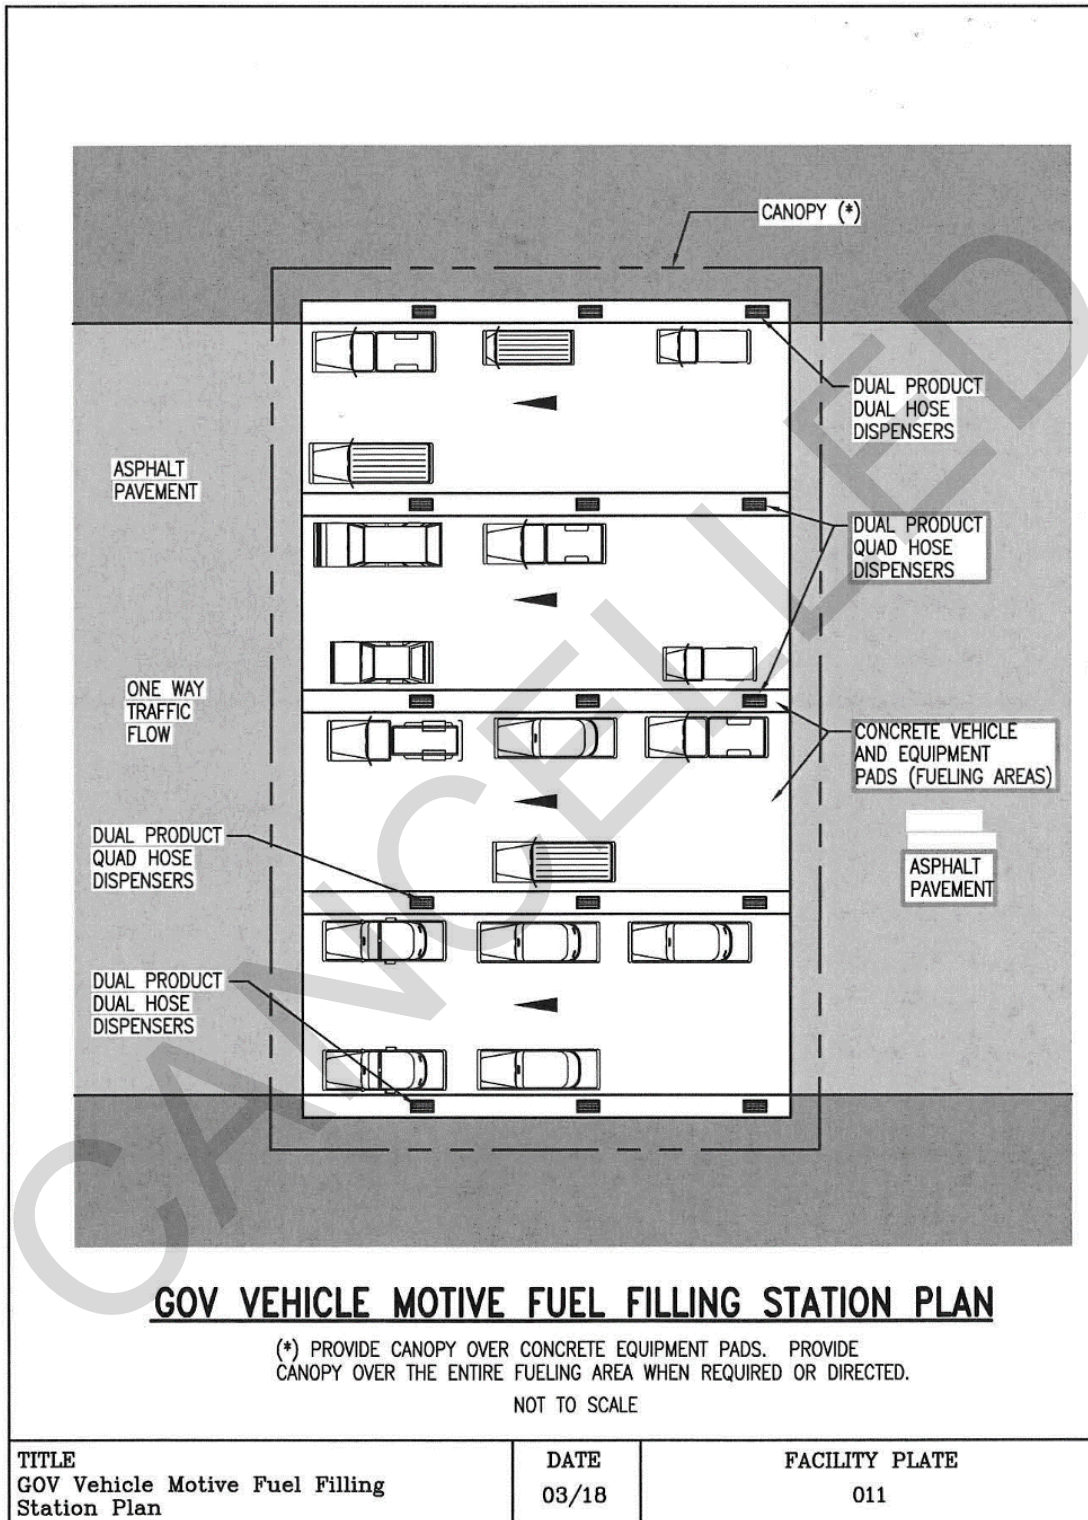 CANOPY (*)
DUAL PRODUCT
DUAL HOSE
DISPENSERS
ASPHALT
PAVEMENT
DUAL PRODUCT
QUAD HOSE
DISPENSERS
ONE WAY
TRAFFIC
FLOW
CONCRETE VEHICLE
AND EQUIPMENT
PADS (FUELING AREAS)
DUAL PRODUCT
QUAD HOSE
DISPENSERS
ASPHALT
PAVEMENT
DUAL PRODUCT
DUAL HOSE
DISPENSERS
CANCELLED
GOV VEHICLE MOTIVE FUEL FILLING STATION PLAN
(*) PROVIDE CANOPY OVER CONCRETE EQUIPMENT PADS. PROVIDE
CANOPY OVER THE ENTIRE FUELING AREA WHEN REQUIRED OR DIRECTED.
NOT TO SCALE
TITLE
GOV Vehicle Motive Fuel Filling
Station Plan
DATE
03/18
FACILITY PLATE
011